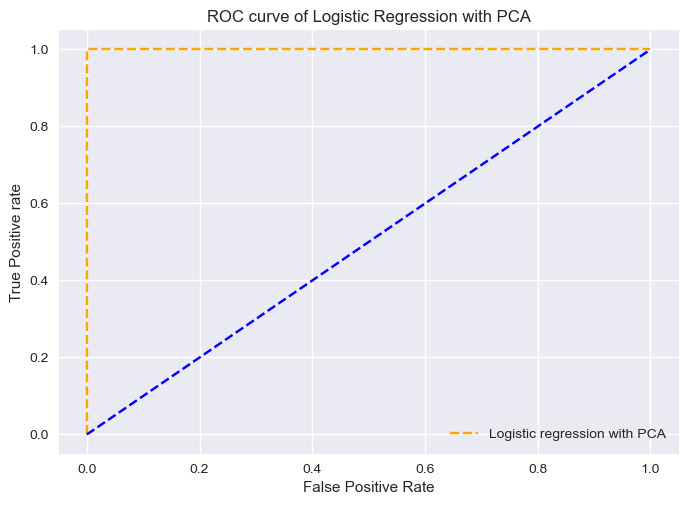 ROC curve of Logistic Regression with PCA
True Positive rate
1.0
0.8
0.6
0.4
0.2
0.0
Logistic regression with PCA
0.0 0.2 0.4 0.6 0.8 1.0
False Positive Rate